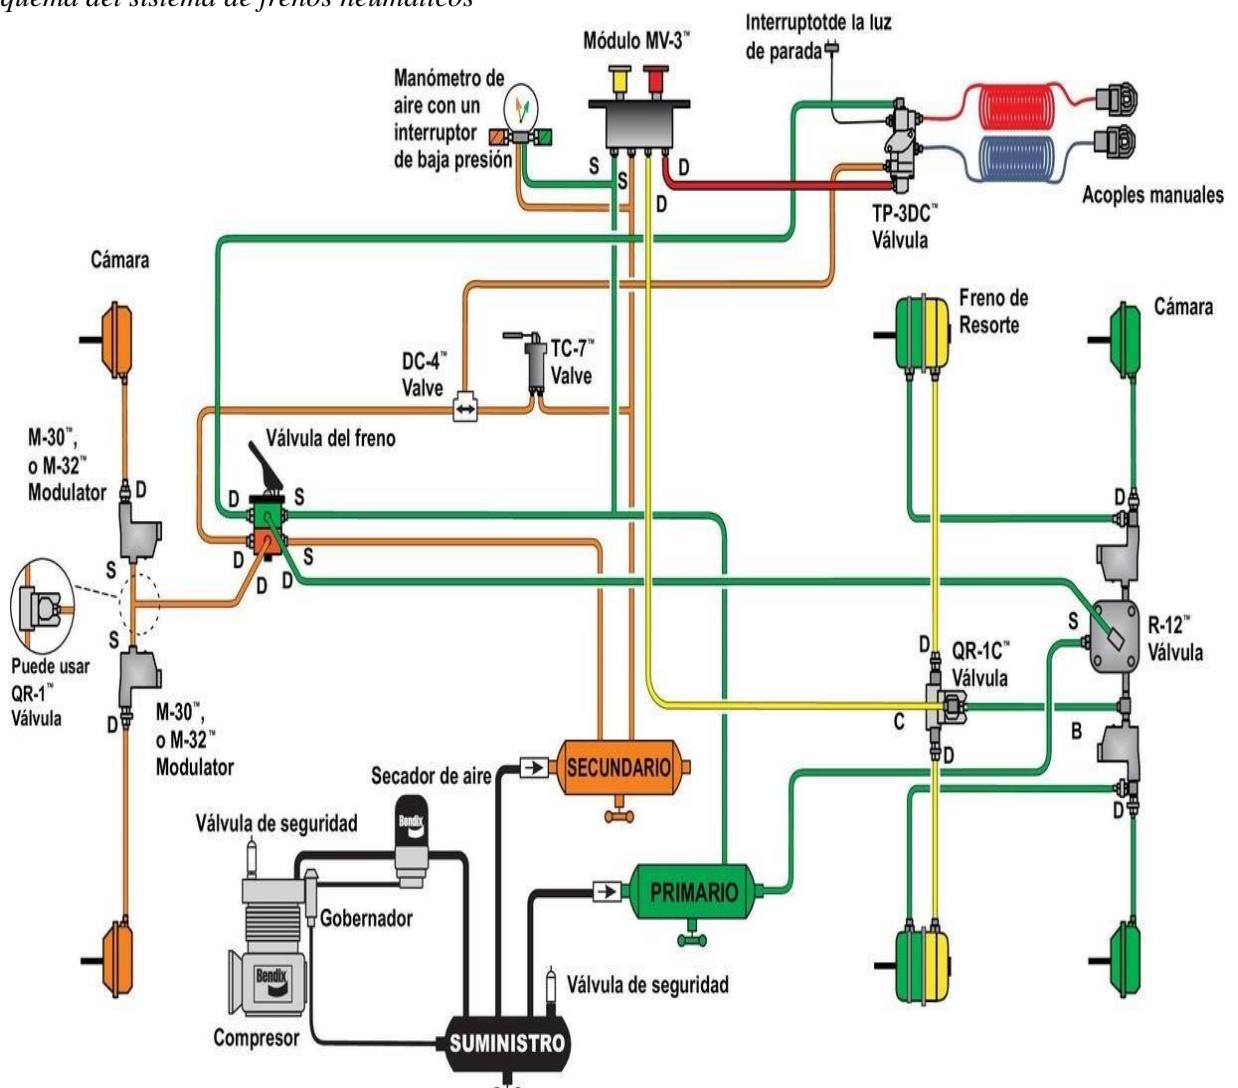 quema del sistema de frenos neumáticos
Interruptotde la luz
de parada
Módulo MV-3™
Manómetro de
aire con un
interruptor
de baja presión
S
S
D
D
TP-3DC™
Válvula
Acoples manuales
Cámara
Freno de
Resorte
Cámara
DC-4™
Valve
TC-7™
Valve
M-30™,
o M-32™
Modulator
D
Válvula del freno
D
S
D
S
D
D
S
S
Puede usar
QR-1™
Válvula
D
M-30™,
o M-32™
Modulator
D
S
R-12™
Válvula
D
QR-1C™
Válvula
C
D
B
D
SECUNDARIO
Secador de aire
Bendix
Válvula de seguridad
PRIMARIO
Gobernador
Bendix
Compresor
Válvula de seguridad
SUMINISTRO